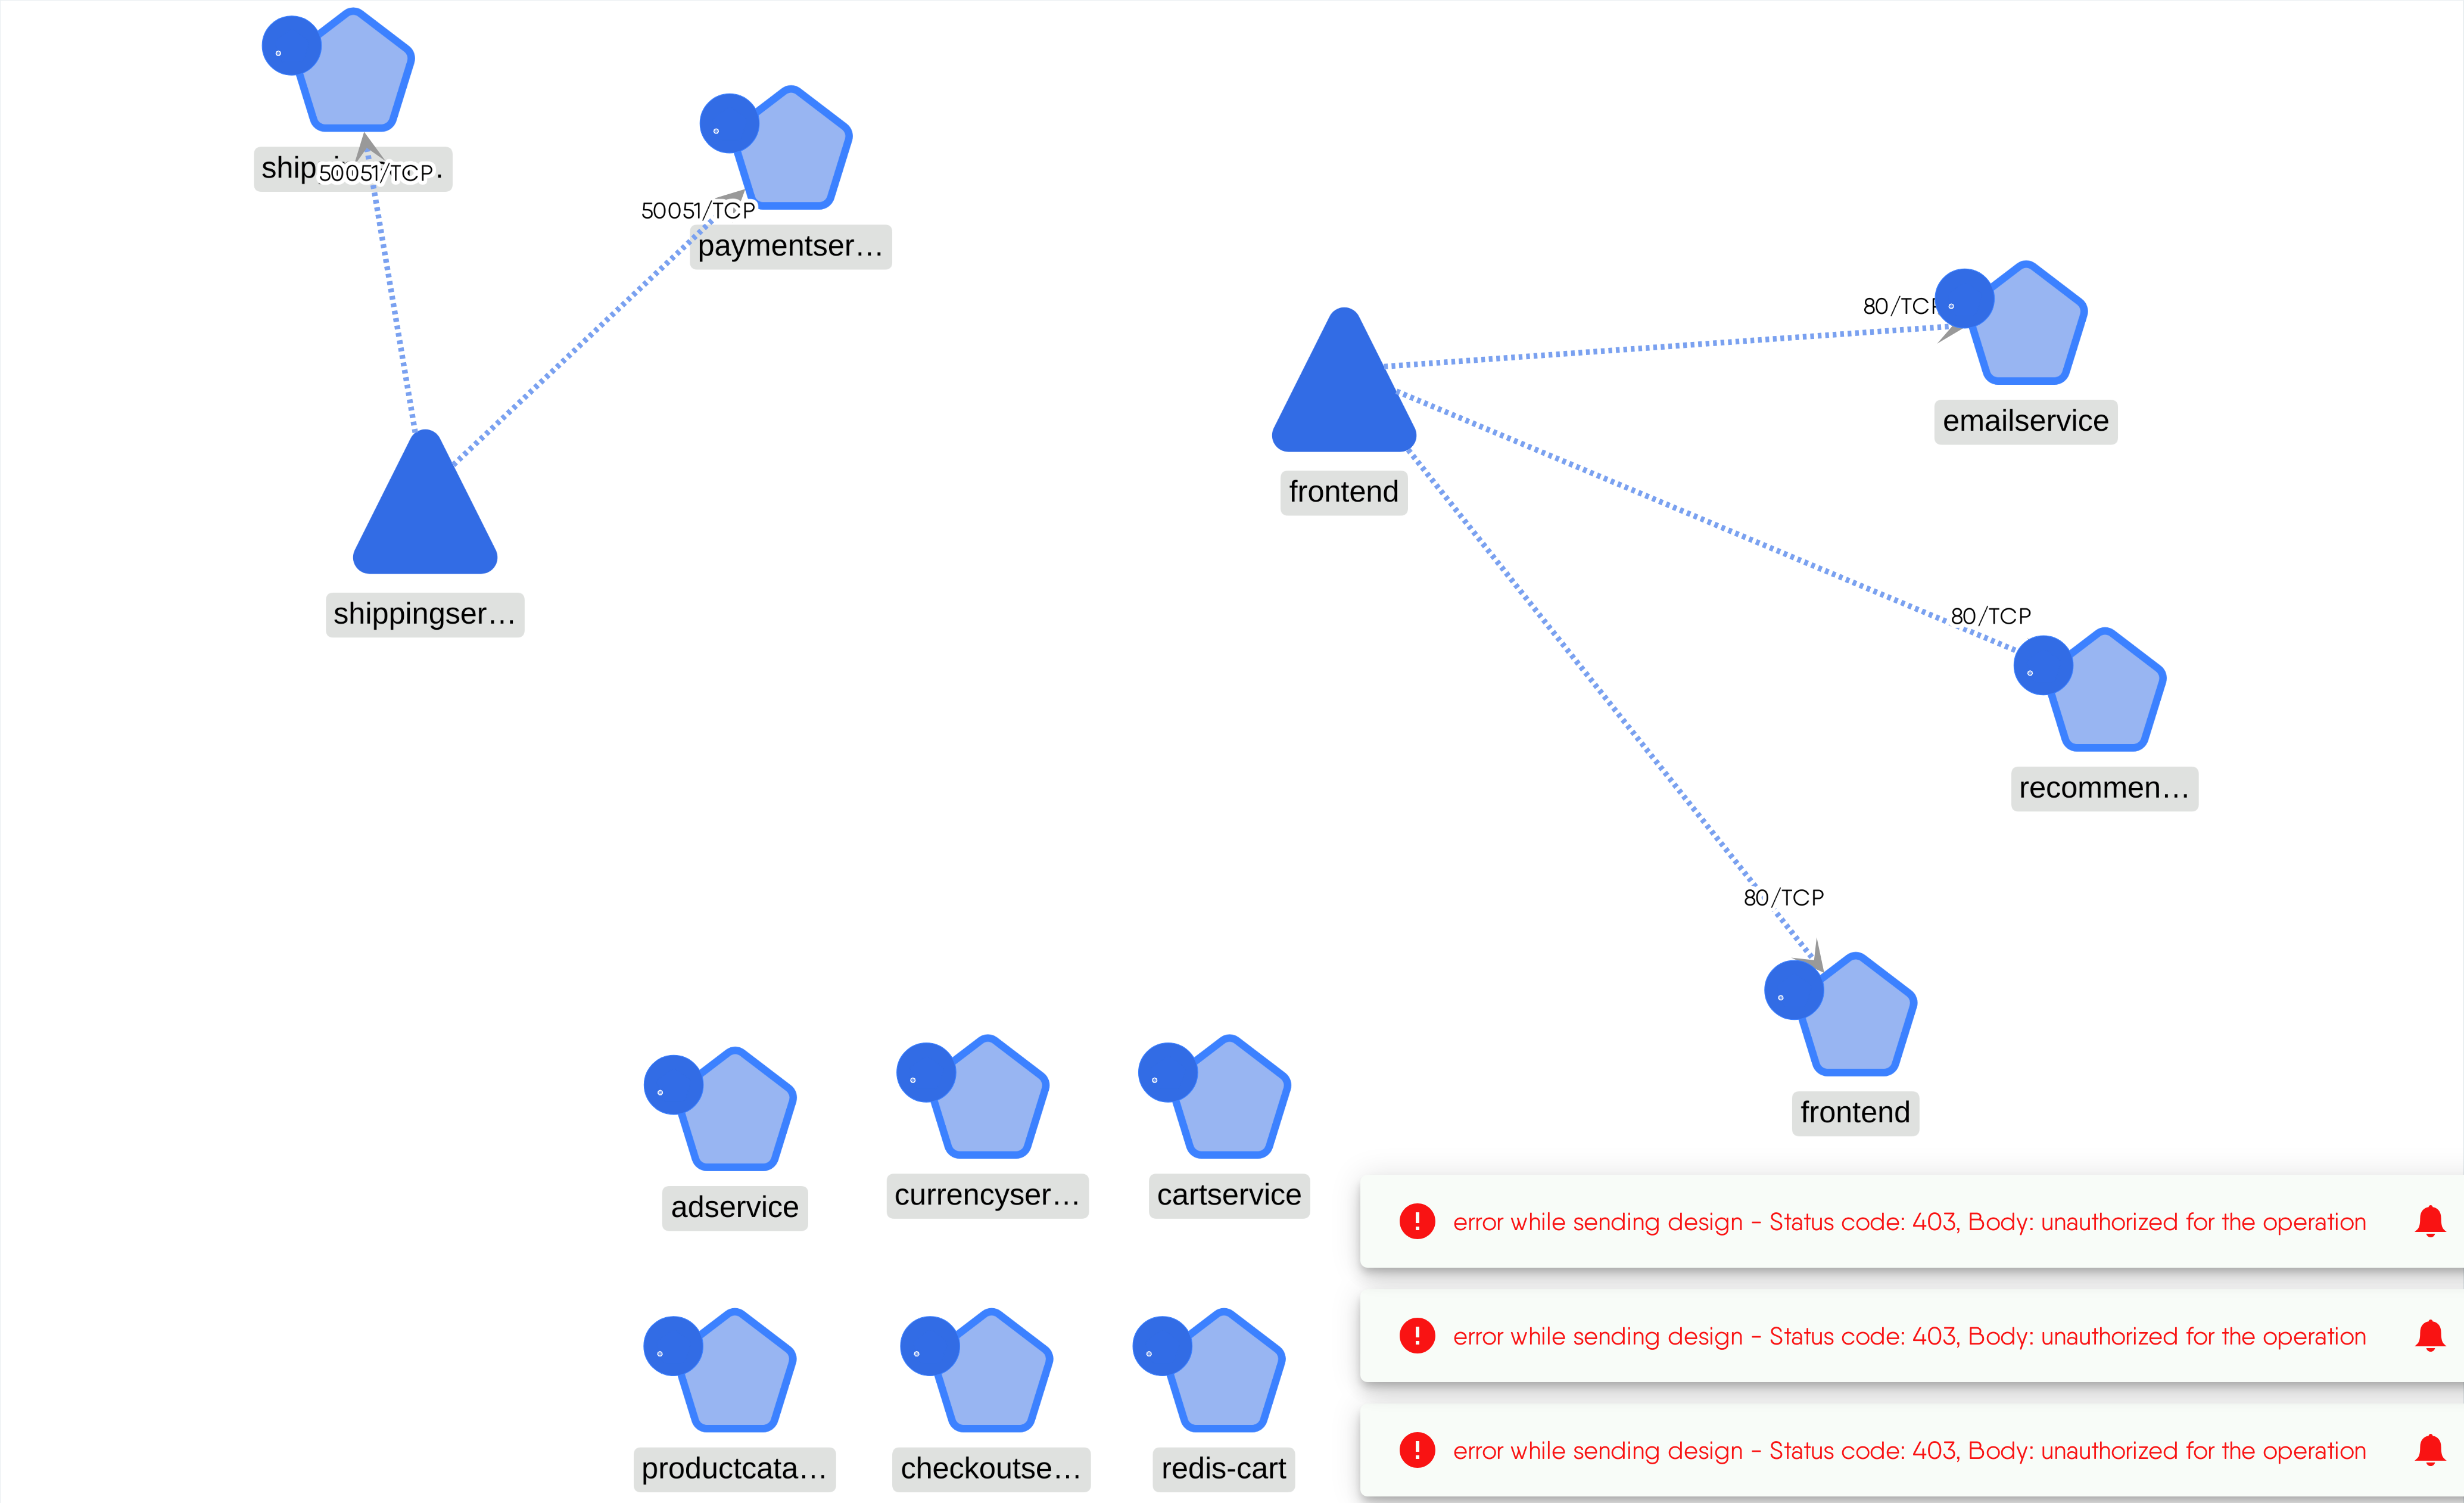 50051/TCP
50051/TCP
paymentser…
80/TCP
emailservice
frontend
shippingser…
80/TCP
recommen…
80/TCP
frontend
adservice
currencyser…
cartservice
error while sending design - Status code: 403, Body: unauthorized for the operation
error while sending design - Status code: 403, Body: unauthorized for the operation
productcata…
checkoutse…
redis-cart
error while sending design - Status code: 403, Body: unauthorized for the operation